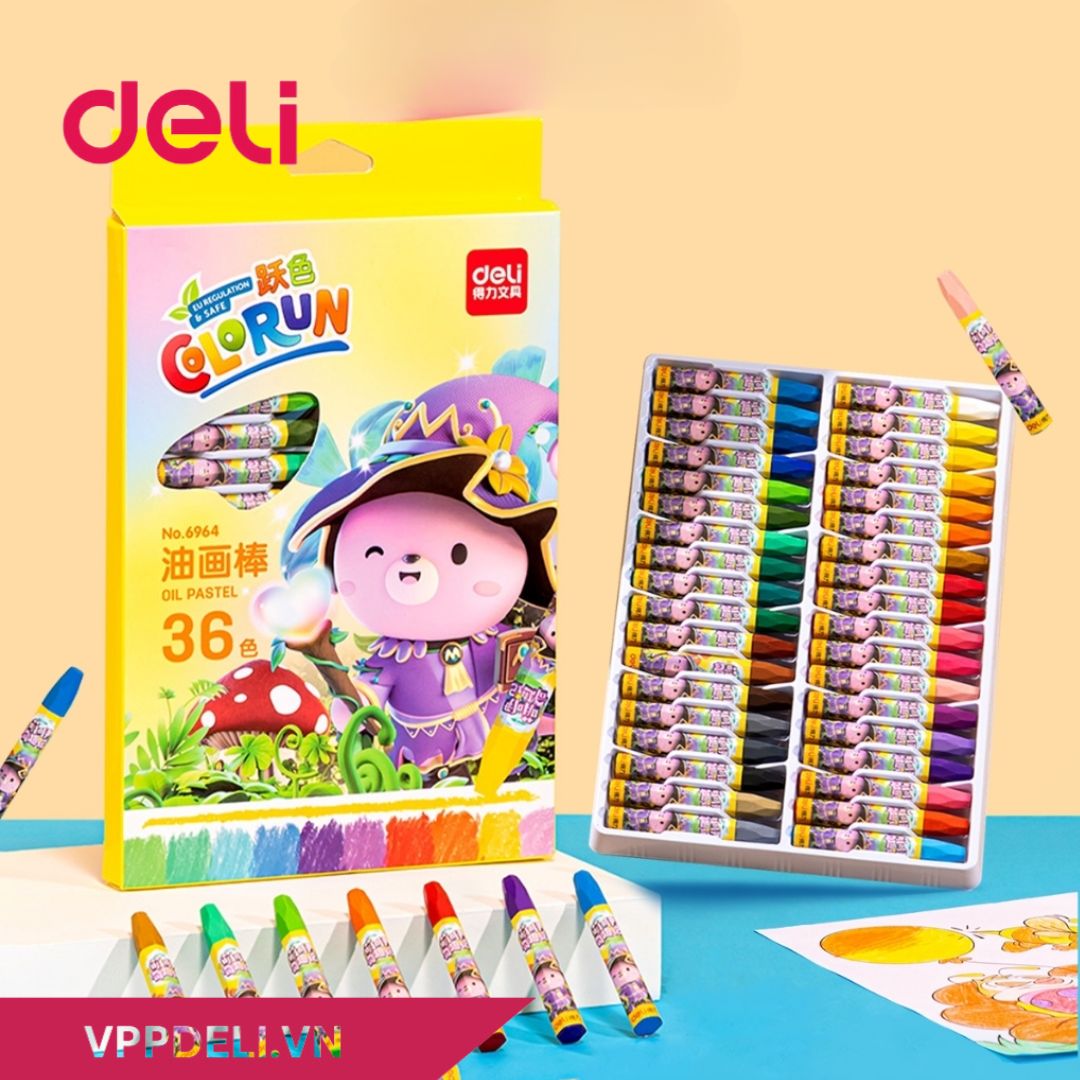 deli
EU REGULATION
& SAFE
跃色
COLORUN
deli
得力文具
No.6964
油画棒
OIL PASTEL
36色
M
VPPDELI.VN